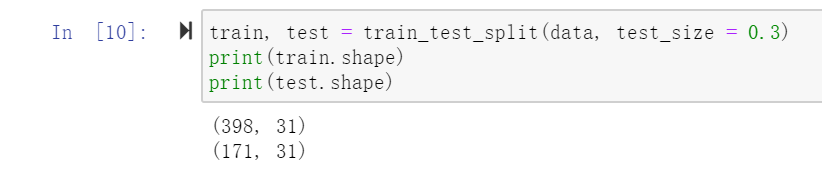 In [10]: train, test = train_test_split(data, test_size = 0.3)
print(train.shape)
print(test.shape)
(398, 31)
(171, 31)